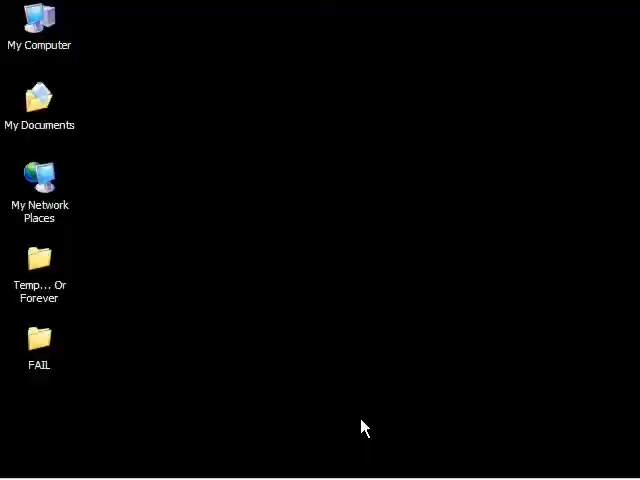 My Computer
My Documents
My Network
Places
Temp... Or
Forever
FAIL